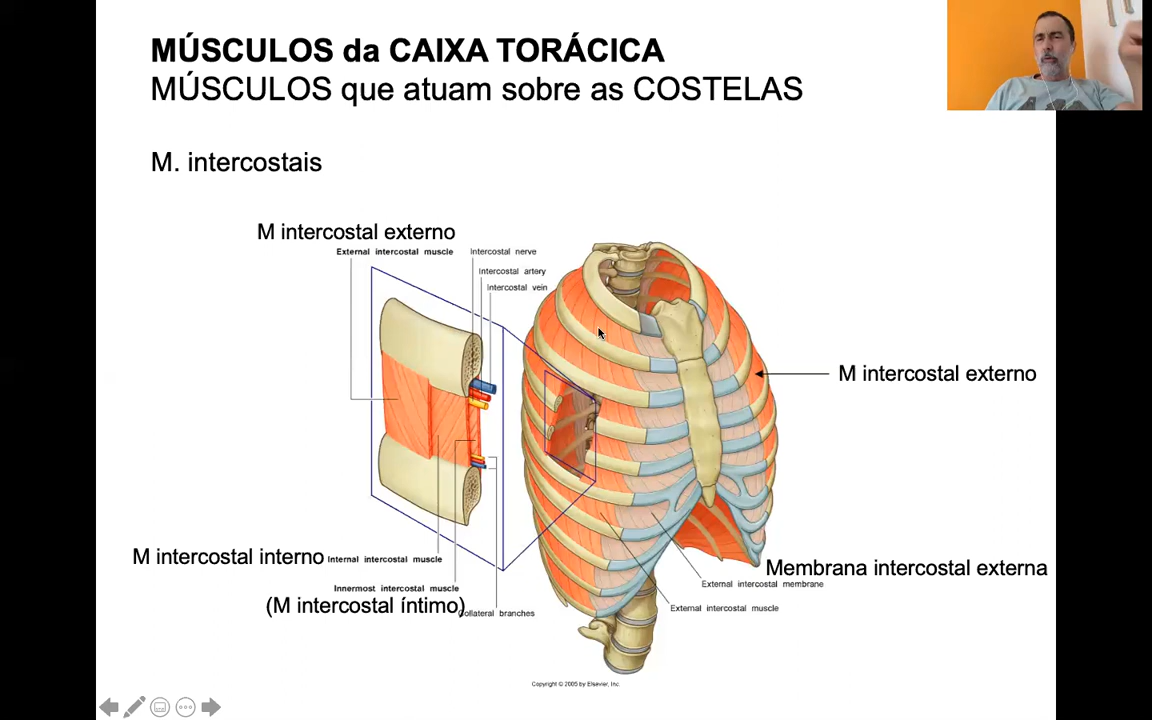 MÚSCULOS da CAIXA TORÁCICA
MÚSCULOS que atuam sobre as COSTELAS
M. intercostais
M intercostal externo
External intercostal muscle
Intercostal nerve
Intercostal artery
Intercostal vein
M intercostal externo
M intercostal interno
Internal intercostal muscle
Innermost intercostal muscle
(M intercostal íntimo)
Collateral branches
Membrana intercostal externa
External intercostal membrane
External intercostal muscle
Copyright © 2005 by Elsevier, Inc.